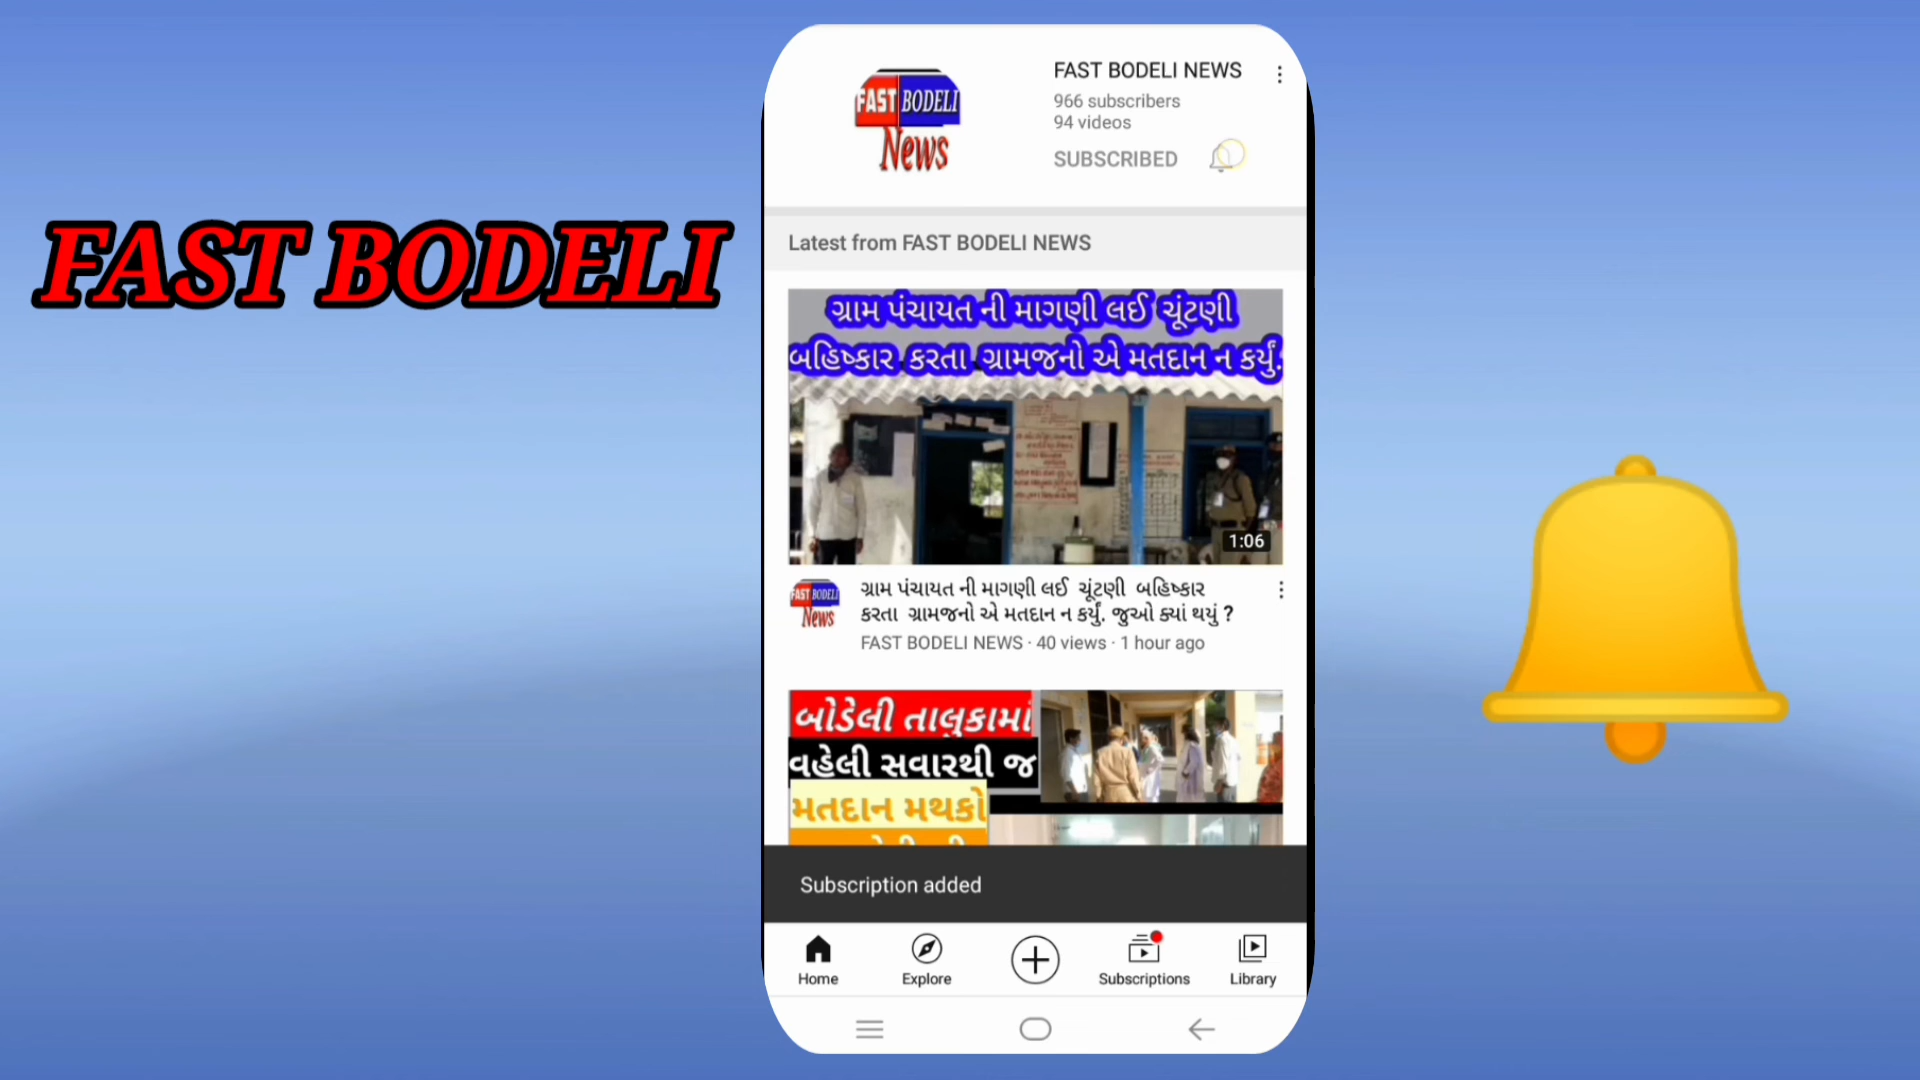 FAST BODELI
FAST BODELI
News
FAST BODELI NEWS
966 subscribers
94 videos
SUBSCRIBED
Latest from FAST BODELI NEWS
ગ્રામ પંચાયત ની માગણી લઈ ચૂંટણી
બહિષ્કાર કરતા ગ્રામજનો એ મતદાન ન કર્યું.
1:06
FAST BODELI
News
ગ્રામ પંચાયત ની માગણી લઈ ચૂંટણી બહિષ્કાર
કરતા ગ્રામજનો એ મતદાન ન કર્યું. જુઓ ક્યાં થયું ?
FAST BODELI NEWS · 40 views · 1 hour ago
બોડેલી તાલુકામાં
વહેલી સવારથી જ
મતદાન મથકો
Subscription added
Home
Explore
Subscriptions
Library